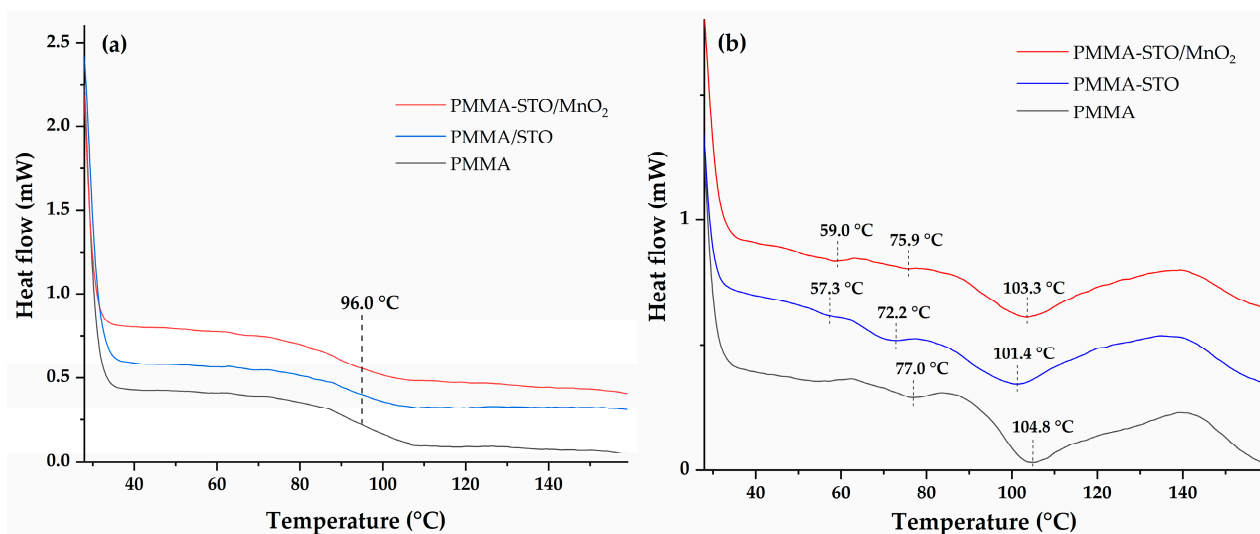 (a)
2.5
2.0
1.5
1.0
0.5
0.0
Heat flow (mW)
PMMA-STO/MnO₂
PMMA/STO
PMMA
96.0 °C
40 60 80 100 120 140
Temperature (°C)
(b)
1
0
Heat flow (mW)
PMMA-STO/MnO₂
PMMA-STO
PMMA
59.0 °C
75.9 °C
103.3 °C
57.3 °C
72.2 °C
101.4 °C
77.0 °C
104.8 °C
40 60 80 100 120 140
Temperature (°C)